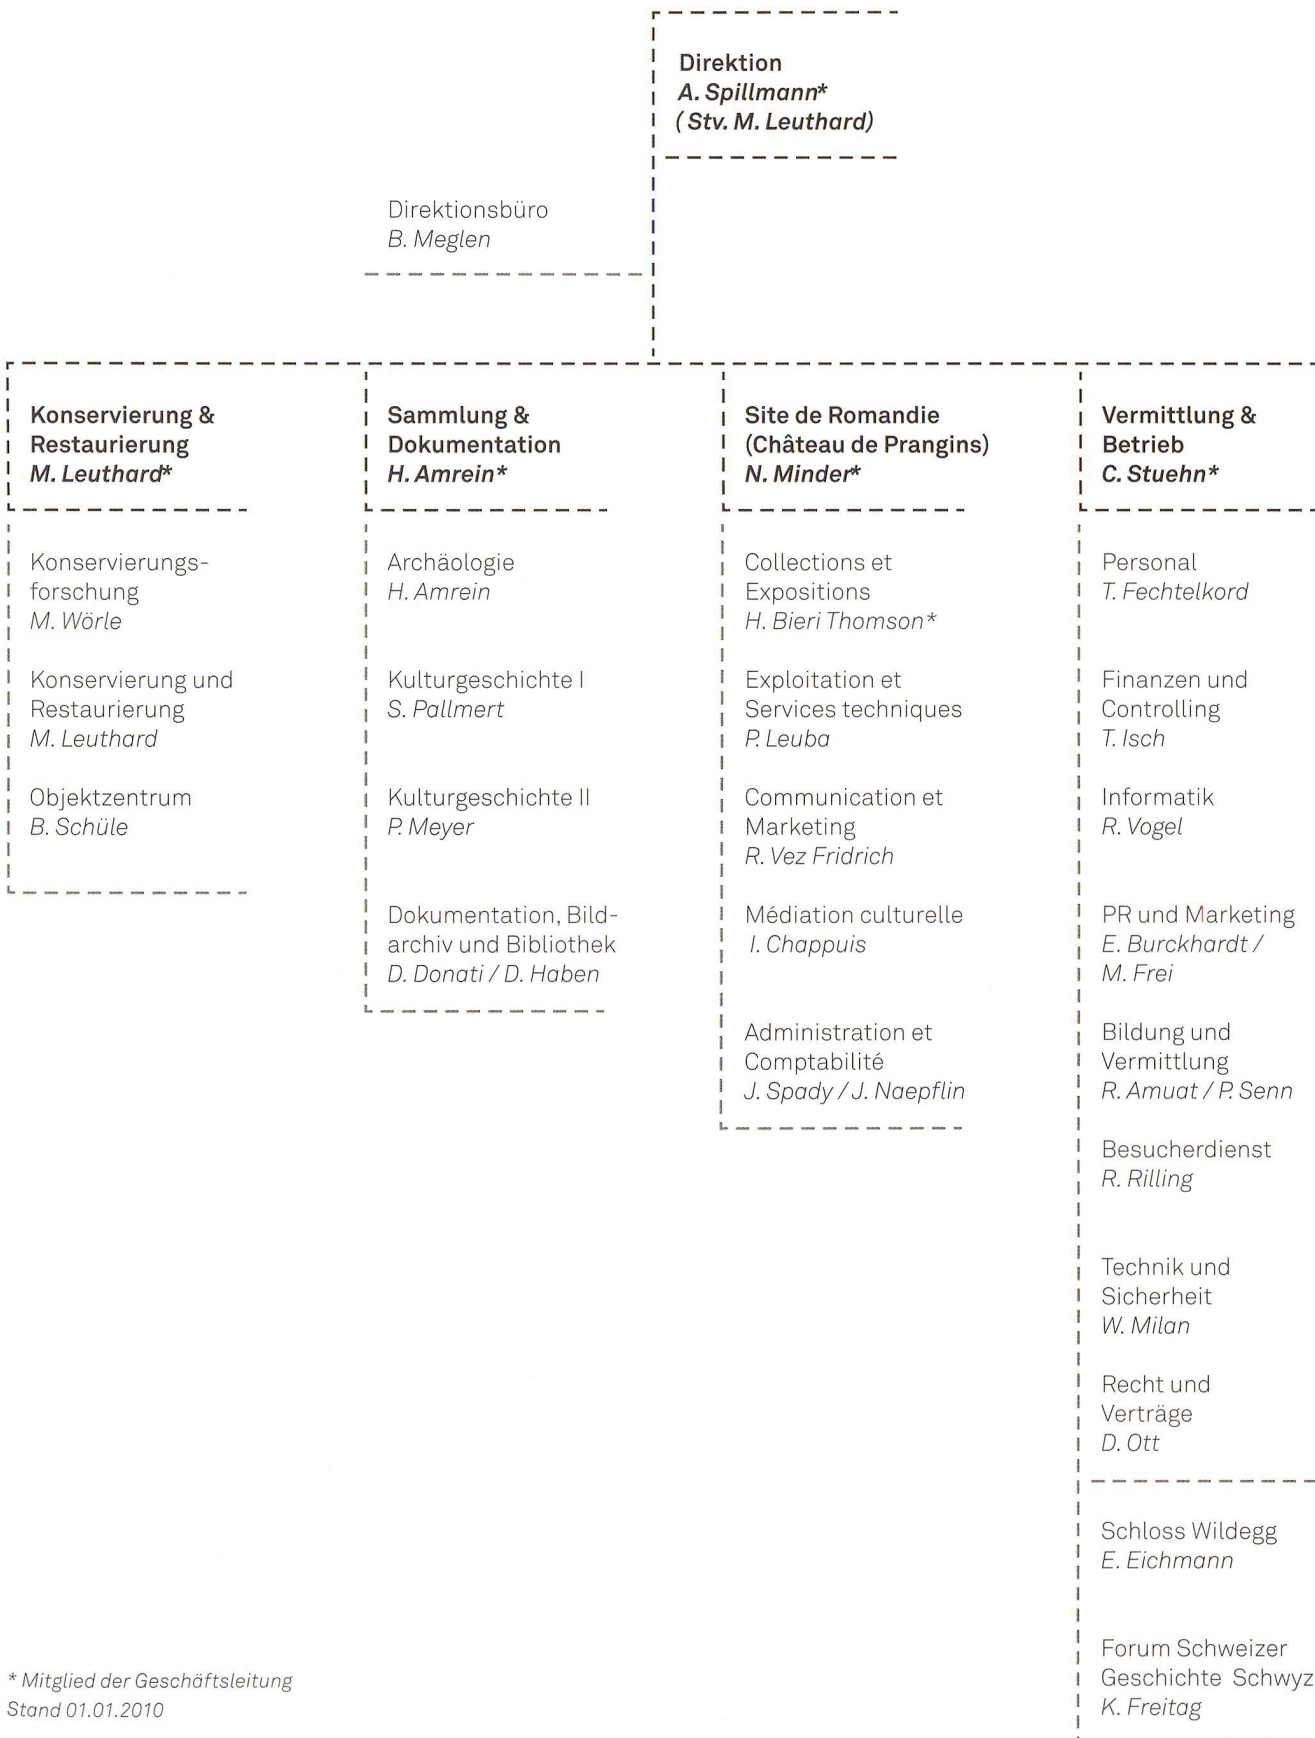 Direktion
A. Spillmann*
(Stv. M. Leuthard)
Direktionsbüro
B. Meglen
Konservierung &
Restaurierung
M. Leuthard*
Konservierungs-
forschung
M. Wörle
Konservierung und
Restaurierung
M. Leuthard
Objektzentrum
B. Schüle
Sammlung &
Dokumentation
H. Amrein*
Archäologie
H. Amrein
Kulturgeschichte I
S. Pallmert
Kulturgeschichte II
P. Meyer
Dokumentation, Bild-
archiv und Bibliothek
D. Donati / D. Haben
Site de Romandie
(Château de Prangins)
N. Minder*
Collections et
Expositions
H. Bieri Thomson*
Exploitation et
Services techniques
P. Leuba
Communication et
Marketing
R. Vez Fridrich
Médiation culturelle
I. Chappuis
Administration et
Comptabilité
J. Spady / J. Naepflin
Vermittlung &
Betrieb
C. Stuehn*
Personal
T. Fechtelkord
Finanzen und
Controlling
T. Isch
Informatik
R. Vogel
PR und Marketing
E. Burckhardt /
M. Frei
Bildung und
Vermittlung
R. Amuat / P. Senn
Besucherdienst
R. Rilling
Technik und
Sicherheit
W. Milan
Recht und
Verträge
D. Ott
Schloss Wildegg
E. Eichmann
Forum Schweizer
Geschichte Schwyz
K. Freitag
* Mitglied der Geschäftsleitung
Stand 01.01.2010